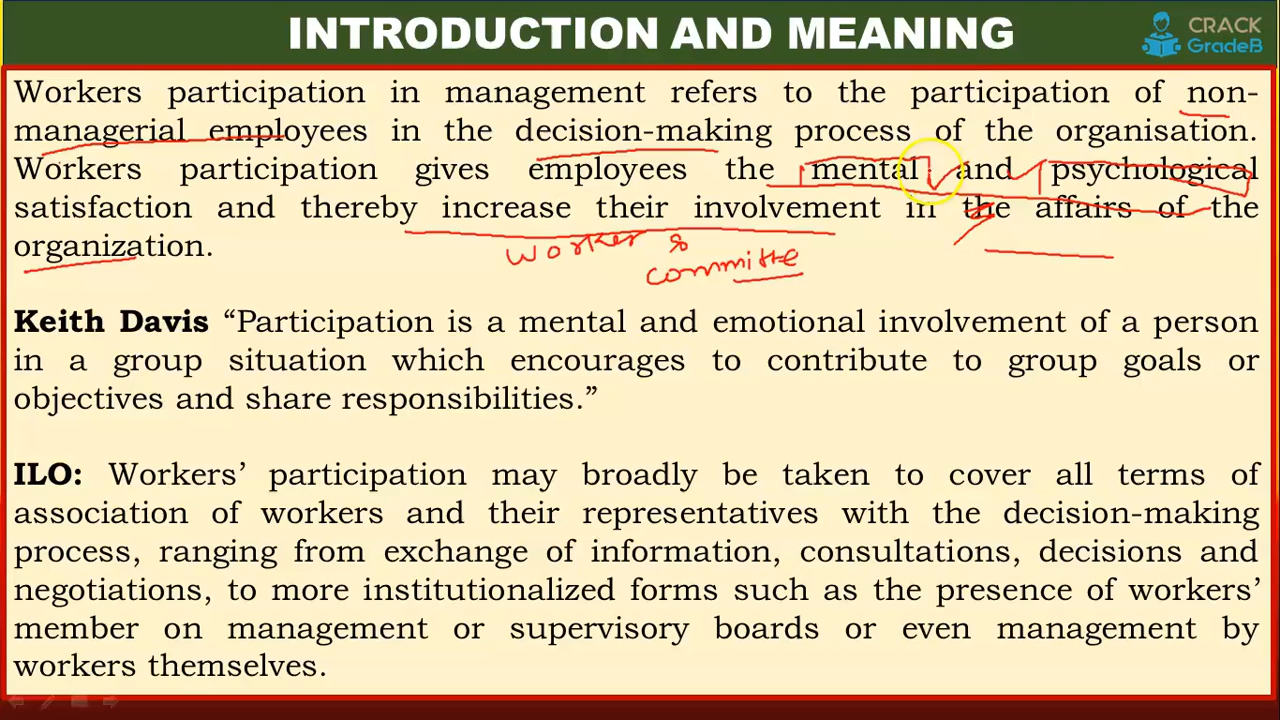 INTRODUCTION AND MEANING
CRACK
GradeB
Workers participation in management refers to the participation of non-
managerial employees in the decision-making process of the organisation.
Workers participation gives employees the mental and psychological
satisfaction and thereby increase their involvement in the affairs of the
organization.
Worker s
committe
Keith Davis “Participation is a mental and emotional involvement of a person
in a group situation which encourages to contribute to group goals or
objectives and share responsibilities.”
ILO: Workers’ participation may broadly be taken to cover all terms of
association of workers and their representatives with the decision-making
process, ranging from exchange of information, consultations, decisions and
negotiations, to more institutionalized forms such as the presence of workers’
member on management or supervisory boards or even management by
workers themselves.